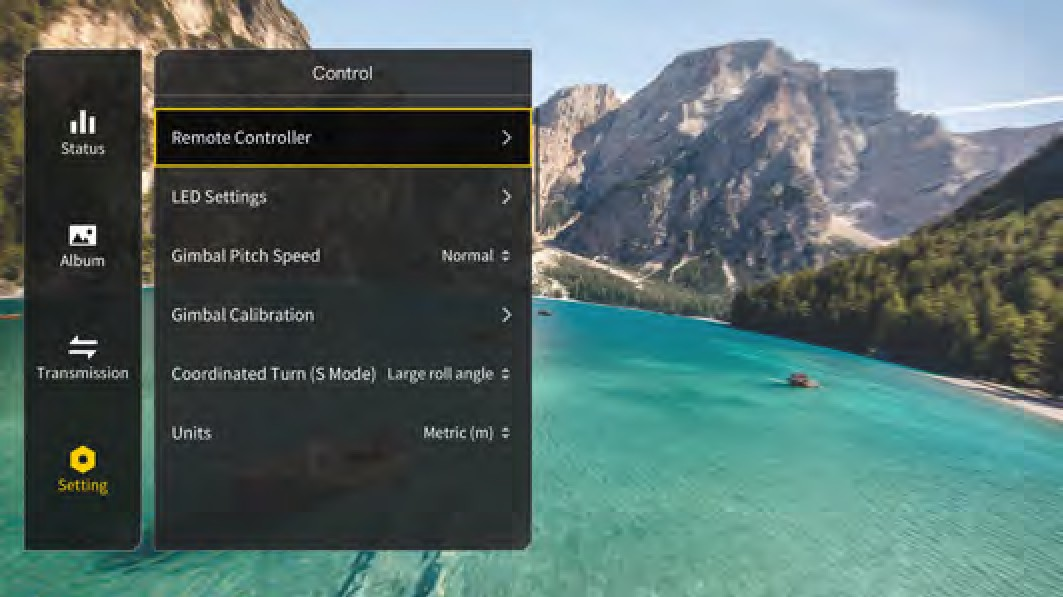 Control
Status
Album
Transmission
Setting
Remote Controller
LED Settings
Gimbal Pitch Speed Normal
Gimbal Calibration
Coordinated Turn (S Mode) Large roll angle
Units Metric (m)